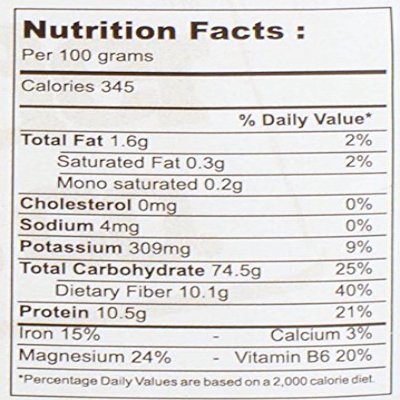 Nutrition Facts :
Per 100 grams
Calories 345
% Daily Value*
Total Fat 1.6g 2%
Saturated Fat 0.3g 2%
Mono saturated 0.2g
Cholesterol 0mg 0%
Sodium 4mg 0%
Potassium 309mg 9%
Total Carbohydrate 74.5g 25%
Dietary Fiber 10.1g 40%
Protein 10.5g 21%
Iron 15% - Calcium 3%
Magnesium 24% - Vitamin B6 20%
*Percentage Daily Values are based on a 2,000 calorie diet.